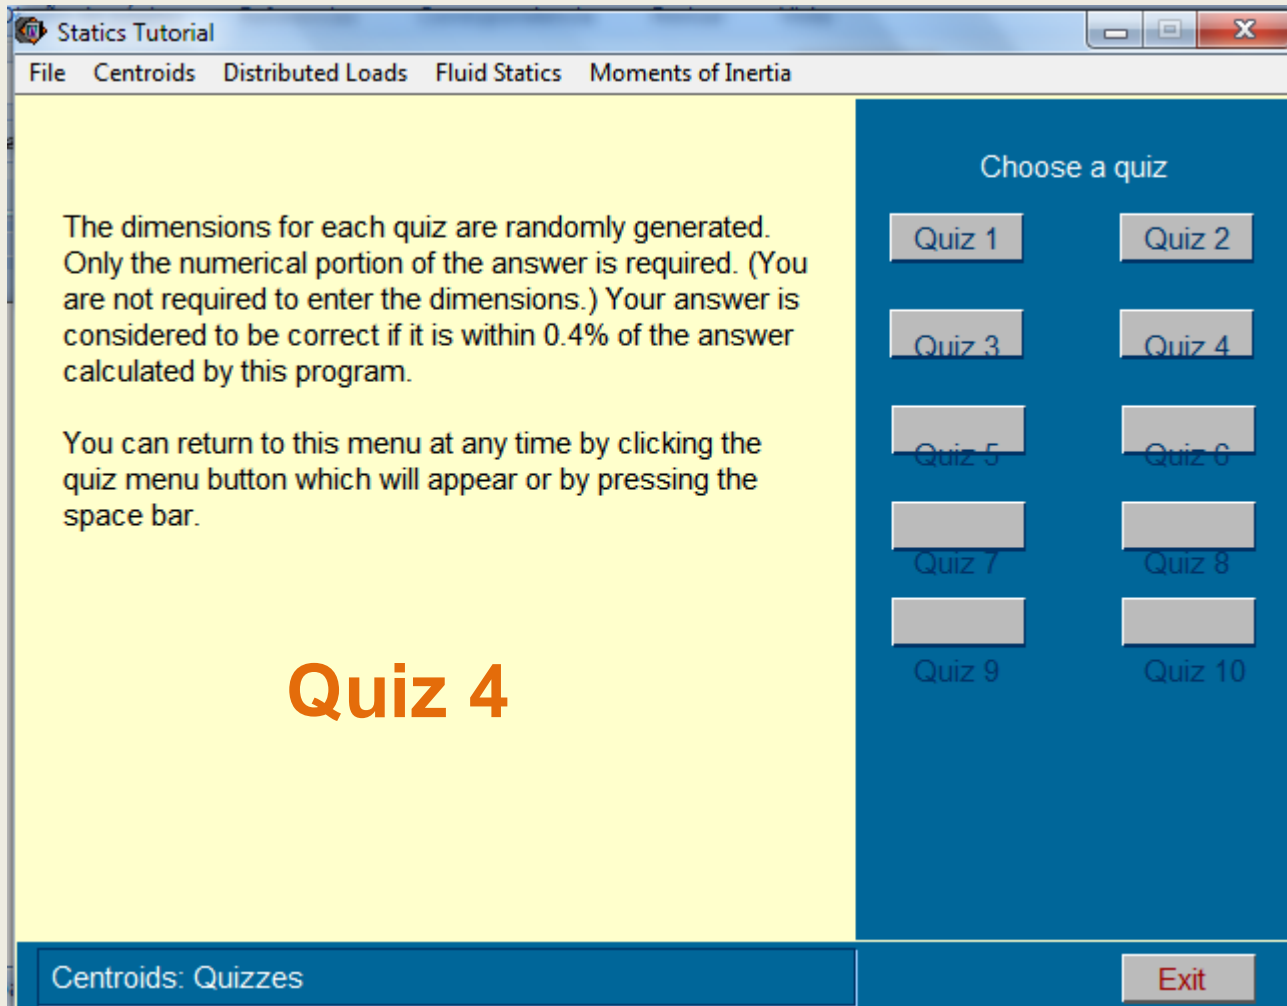 Statics Tutorial
File Centroids Distributed Loads Fluid Statics Moments of Inertia
The dimensions for each quiz are randomly generated.
Only the numerical portion of the answer is required. (You
are not required to enter the dimensions.) Your answer is
considered to be correct if it is within 0.4% of the answer
calculated by this program.
You can return to this menu at any time by clicking the
quiz menu button which will appear or by pressing the
space bar.
Quiz 4
Choose a quiz
Quiz 1 Quiz 2
Quiz 3 Quiz 4
Quiz 5 Quiz 6
Quiz 7 Quiz 8
Quiz 9 Quiz 10
Centroids: Quizzes
Exit